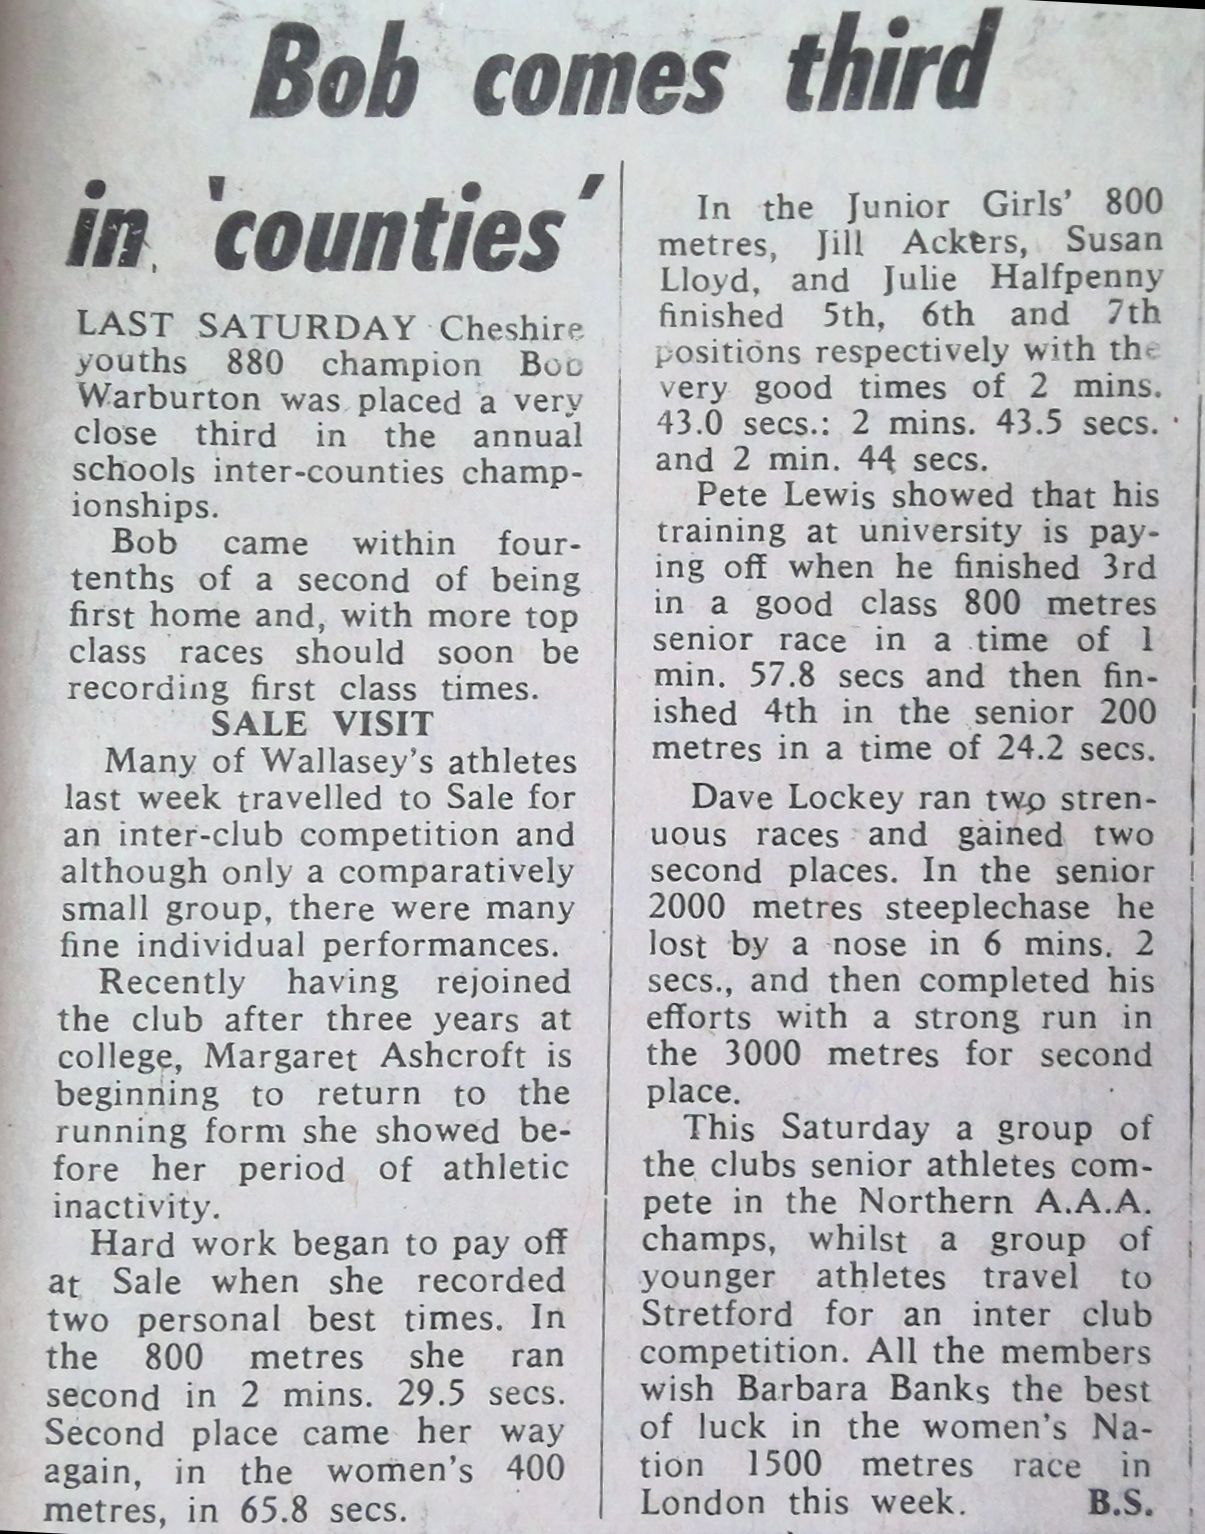 Bob comes third
in 'counties'
LAST SATURDAY Cheshire
youths 880 champion Bob
Warburton was placed a very
close third in the annual
schools inter-counties champ-
ionships.
Bob came within four-
tenths of a second of being
first home and, with more top
class races should soon be
recording first class times.
SALE VISIT
Many of Wallasey's athletes
last week travelled to Sale for
an inter-club competition and
although only a comparatively
small group, there were many
fine individual performances.
Recently having rejoined
the club after three years at
college, Margaret Ashcroft is
beginning to return to the
running form she showed be-
fore her period of athletic
inactivity.
Hard work began to pay off
at Sale when she recorded
two personal best times. In
the 800 metres she ran
second in 2 mins. 29.5 secs.
Second place came her way
again, in the women's 400
metres, in 65.8 secs.
In the Junior Girls' 800
metres, Jill Ackers, Susan
Lloyd, and Julie Halfpenny
finished 5th, 6th and 7th
positions respectively with the
very good times of 2 mins.
43.0 secs.: 2 mins. 43.5 secs.
and 2 min. 44 secs.
Pete Lewis showed that his
training at university is pay-
ing off when he finished 3rd
in a good class 800 metres
senior race in a time of 1
min. 57.8 secs and then fin-
ished 4th in the senior 200
metres in a time of 24.2 secs.
Dave Lockey ran two stren-
uous races and gained two
second places. In the senior
2000 metres steeplechase he
lost by a nose in 6 mins. 2
secs., and then completed his
efforts with a strong run in
the 3000 metres for second
place.
This Saturday a group of
the clubs senior athletes com-
pete in the Northern A.A.A.
champs, whilst a group of
younger athletes travel to
Stretford for an inter club
competition. All the members
wish Barbara Banks the best
of luck in the women's Na-
tion 1500 metres race in
London this week. B.S.